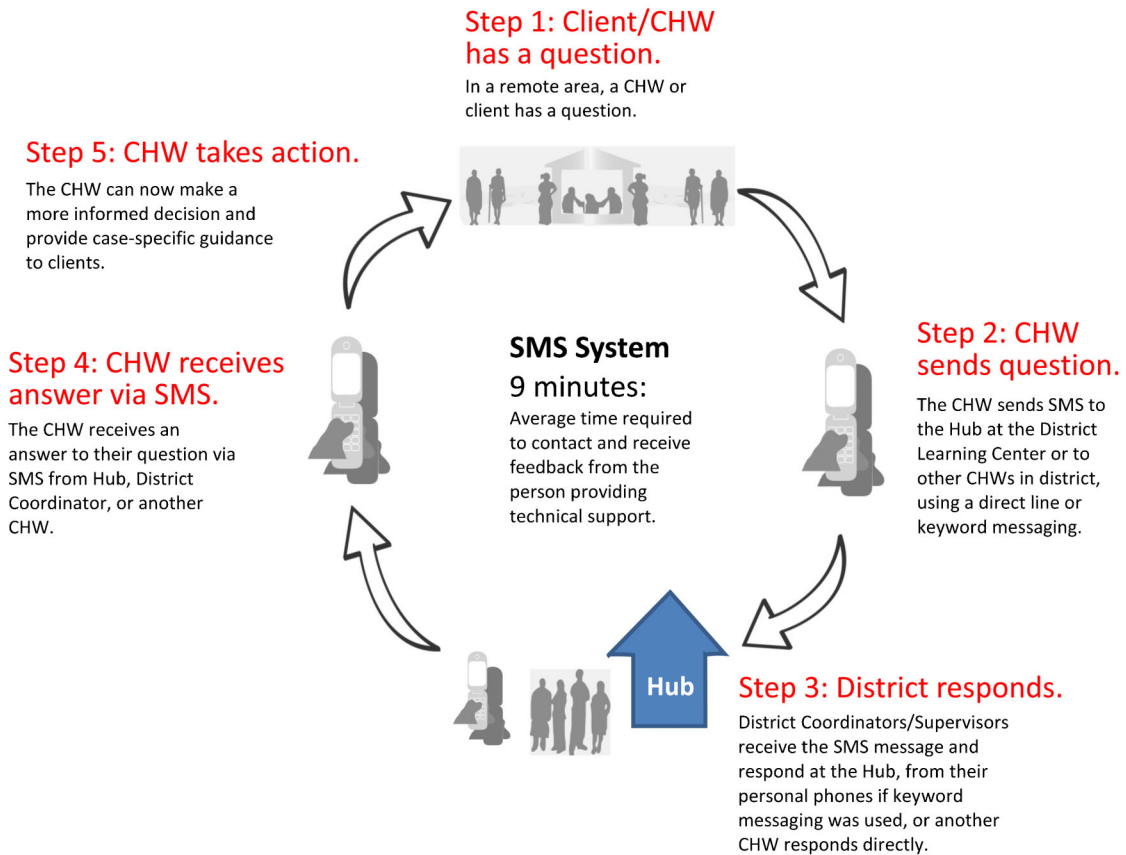 Step 1: Client/CHW
has a question.
In a remote area, a CHW or
client has a question.
Step 5: CHW takes action.
The CHW can now make a
more informed decision and
provide case-specific guidance
to clients.
Step 2: CHW
sends question.
The CHW sends SMS to
the Hub at the District
Learning Center or to
other CHWs in district,
using a direct line or
keyword messaging.
SMS System
9 minutes:
Average time required
to contact and receive
feedback from the
person providing
technical support.
Step 4: CHW receives
answer via SMS.
The CHW receives an
answer to their question via
SMS from Hub, District
Coordinator, or another
CHW.
Hub
Step 3: District responds.
District Coordinators/Supervisors
receive the SMS message and
respond at the Hub, from their
personal phones if keyword
messaging was used, or another
CHW responds directly.